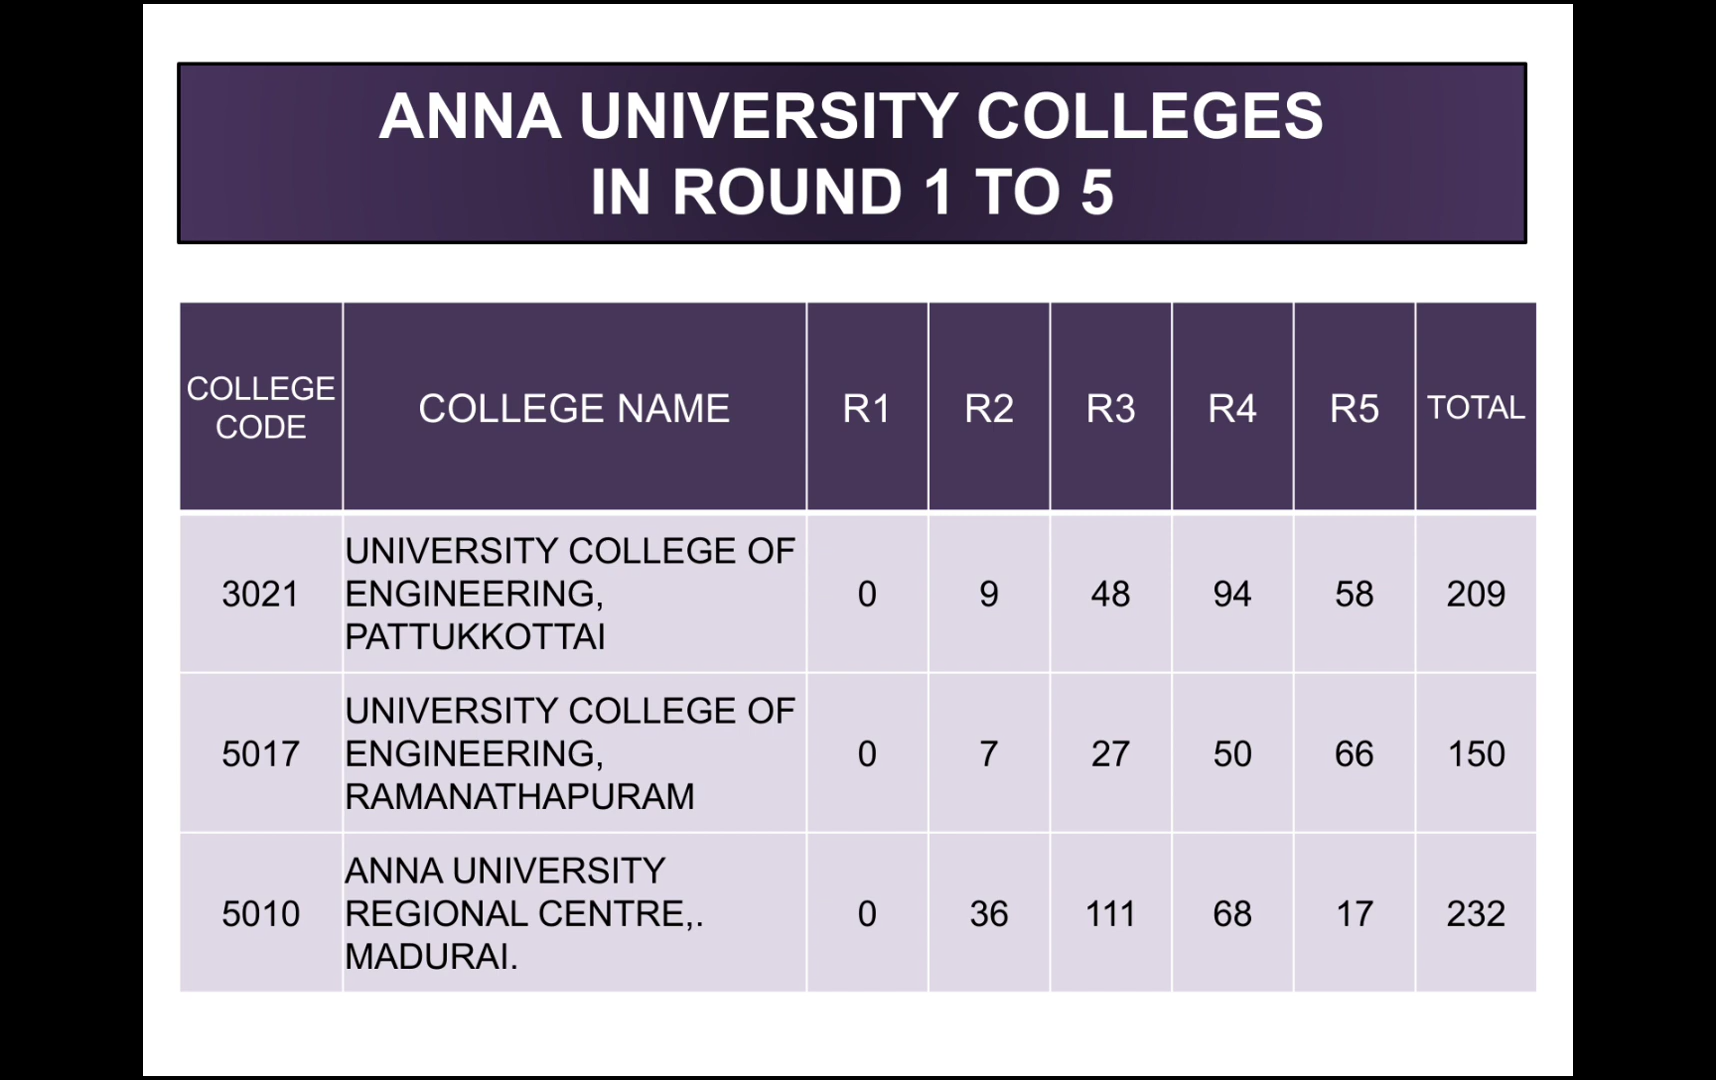 ANNA UNIVERSITY COLLEGES
IN ROUND 1 TO 5
COLLEGE CODE COLLEGE NAME R1 R2 R3 R4 R5 TOTAL
3021 UNIVERSITY COLLEGE OF ENGINEERING, PATTUKKOTTAI 0 9 48 94 58 209
5017 UNIVERSITY COLLEGE OF ENGINEERING, RAMANATHAPURAM 0 7 27 50 66 150
5010 ANNA UNIVERSITY REGIONAL CENTRE,. MADURAI. 0 36 111 68 17 232